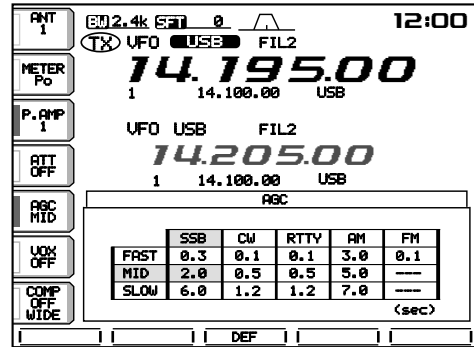 ANT
1
BW 2.4k SFT 0
12:00
TX VFO USB FIL2
METER
Po
14.195.00
1 14.100.00 USB
P.AMP
1
VFO USB FIL2
ATT
OFF
14.205.00
1 14.100.00 USB
AGC
MID
AGC
SSB CW RTTY AM FM
VOX
OFF
FAST 0.3 0.1 0.1 3.0 0.1
MID 2.0 0.5 0.5 5.0 ---
SLOW 6.0 1.2 1.2 7.0 ---
COMP
OFF
WIDE
(sec)
DEF